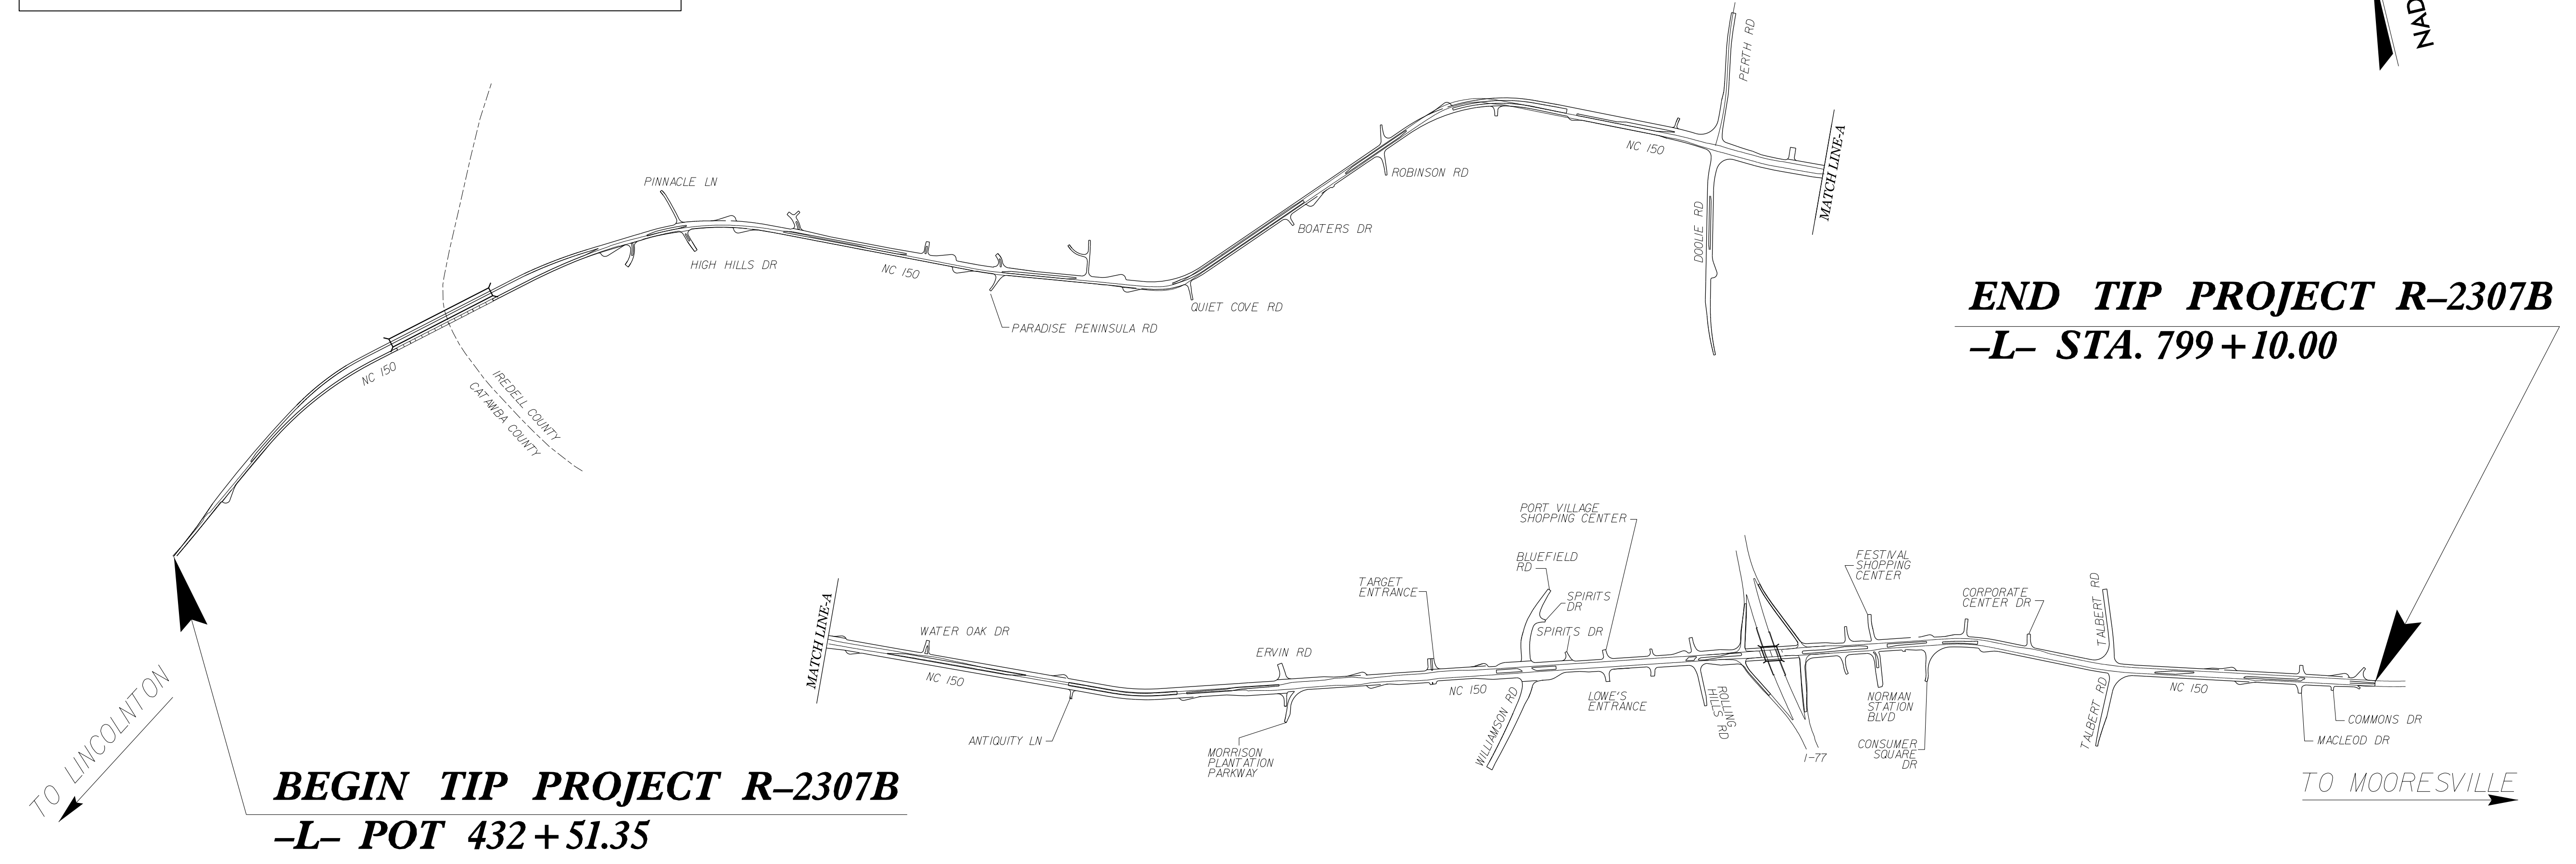 NAD
PERTH RD
MATCH LINE-A
PINNACLE LN
NC 150
ROBINSON RD
BOATERS DR
DOOLIE RD
HIGH HILLS DR
NC 150
QUIET COVE RD
PARADISE PENINSULA RD
NC 150
IREDELL COUNTY
CATAWBA COUNTY
END TIP PROJECT R–2307B
–L– STA. 799+10.00
PORT VILLAGE
SHOPPING CENTER
BLUEFIELD
RD
TARGET
ENTRANCE
SPIRITS
DR
SPIRITS DR
FESTIVAL
SHOPPING
CENTER
CORPORATE
CENTER DR
TALBERT RD
MATCH LINE-A
WATER OAK DR
ERVIN RD
NC 150
NC 150
WILLIAMSON RD
LOWE'S
ENTRANCE
ROLLING
HILLS RD
NORMAN
STATION
BLVD
NC 150
TALBERT RD
COMMONS DR
MACLEOD DR
ANTIQUITY LN
MORRISON
PLANTATION
PARKWAY
I-77
CONSUMER
SQUARE
DR
TO LINCOLNTON
TO MOORESVILLE
BEGIN TIP PROJECT R–2307B
–L– POT 432+51.35